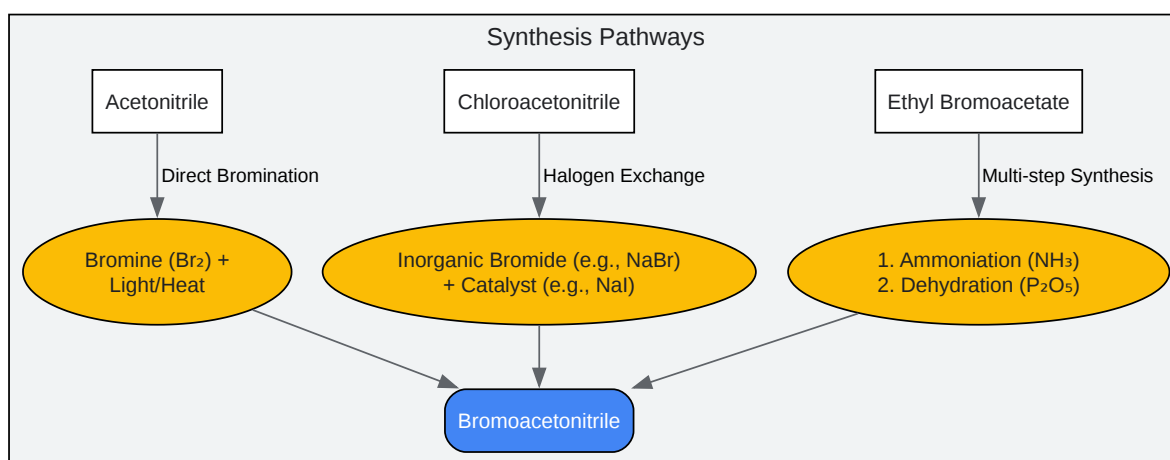 Synthesis Pathways
Acetonitrile
Chloroacetonitrile
Ethyl Bromoacetate
Direct Bromination
Halogen Exchange
Multi-step Synthesis
Bromine (Br₂) +
Light/Heat
Inorganic Bromide (e.g., NaBr)
+ Catalyst (e.g., NaI)
1. Ammoniation (NH₃)
2. Dehydration (P₂O₅)
Bromoacetonitrile